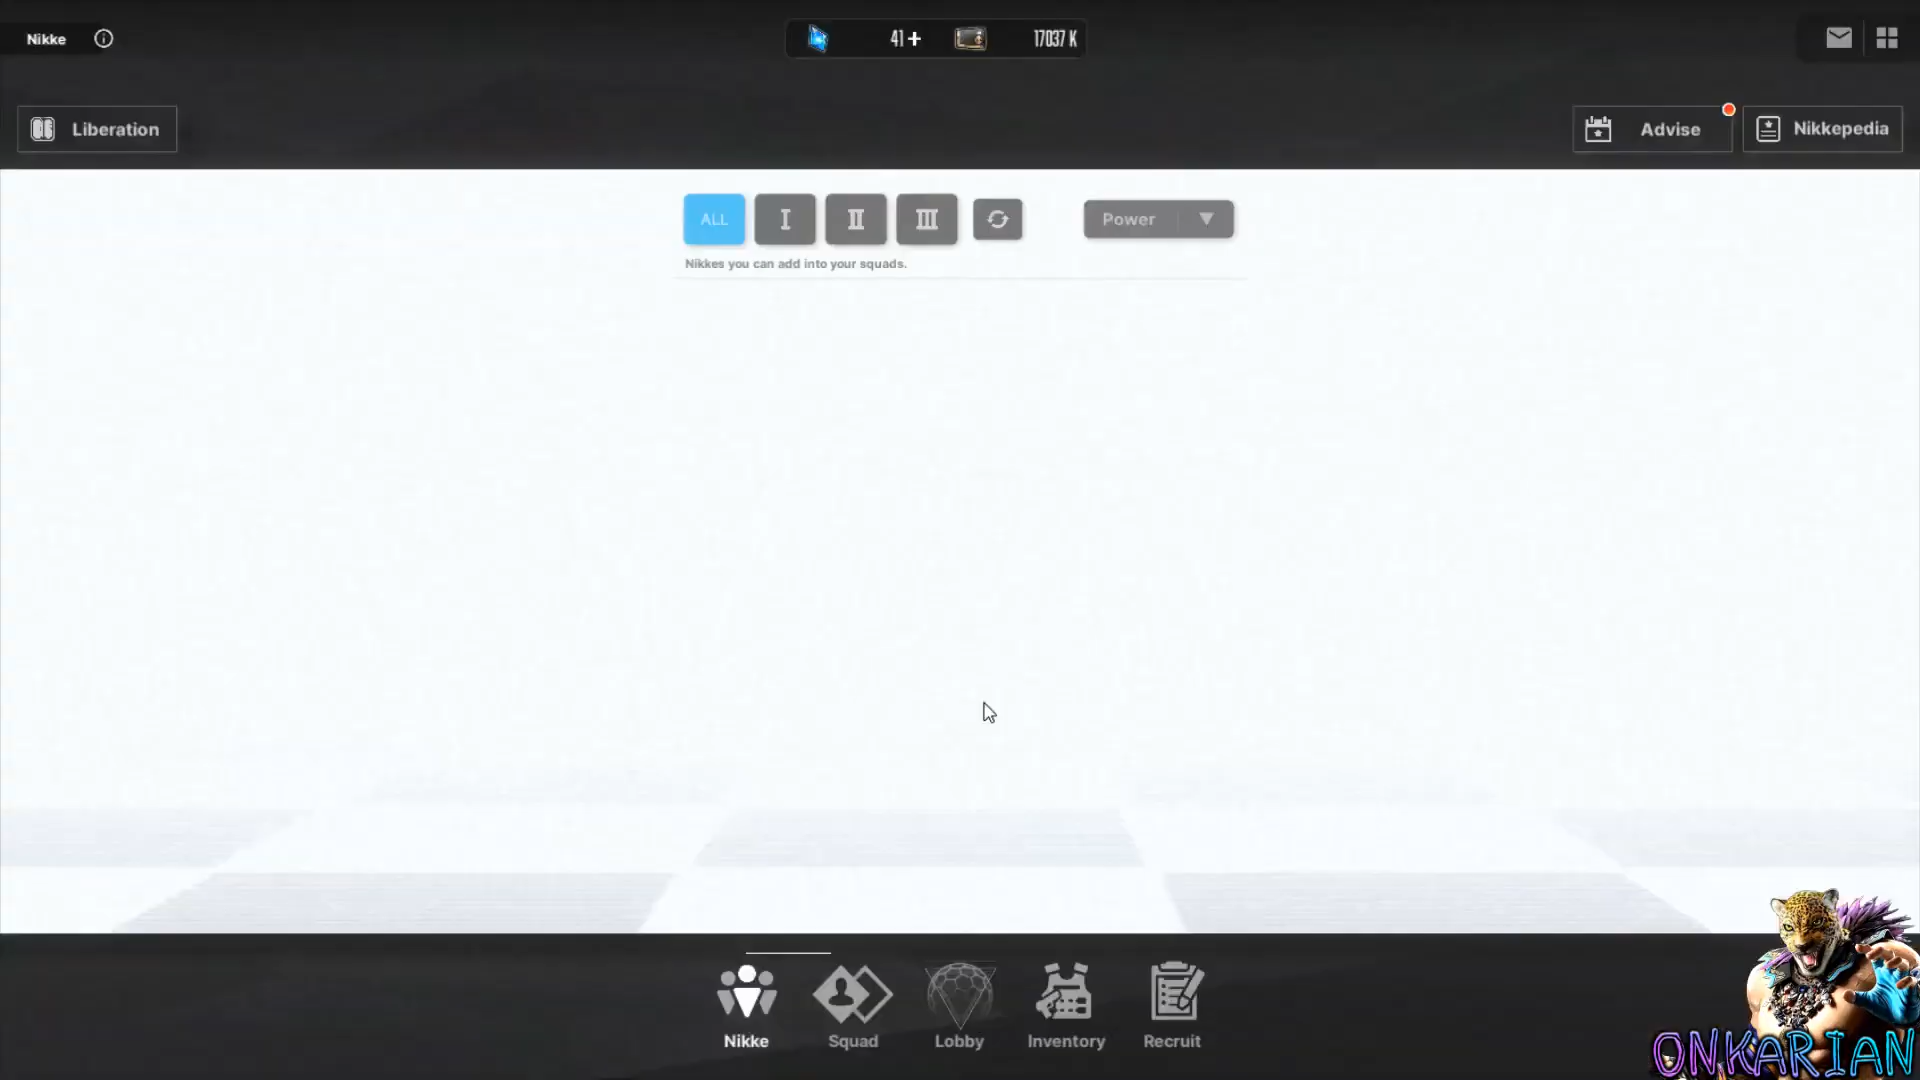 Nikke
41+
17037 K
Liberation
Advise
Nikkepedia
ALL
I
II
III
Power
Nikkes you can add into your squads.
Nikke
Squad
Lobby
Inventory
Recruit
ONKARIAN